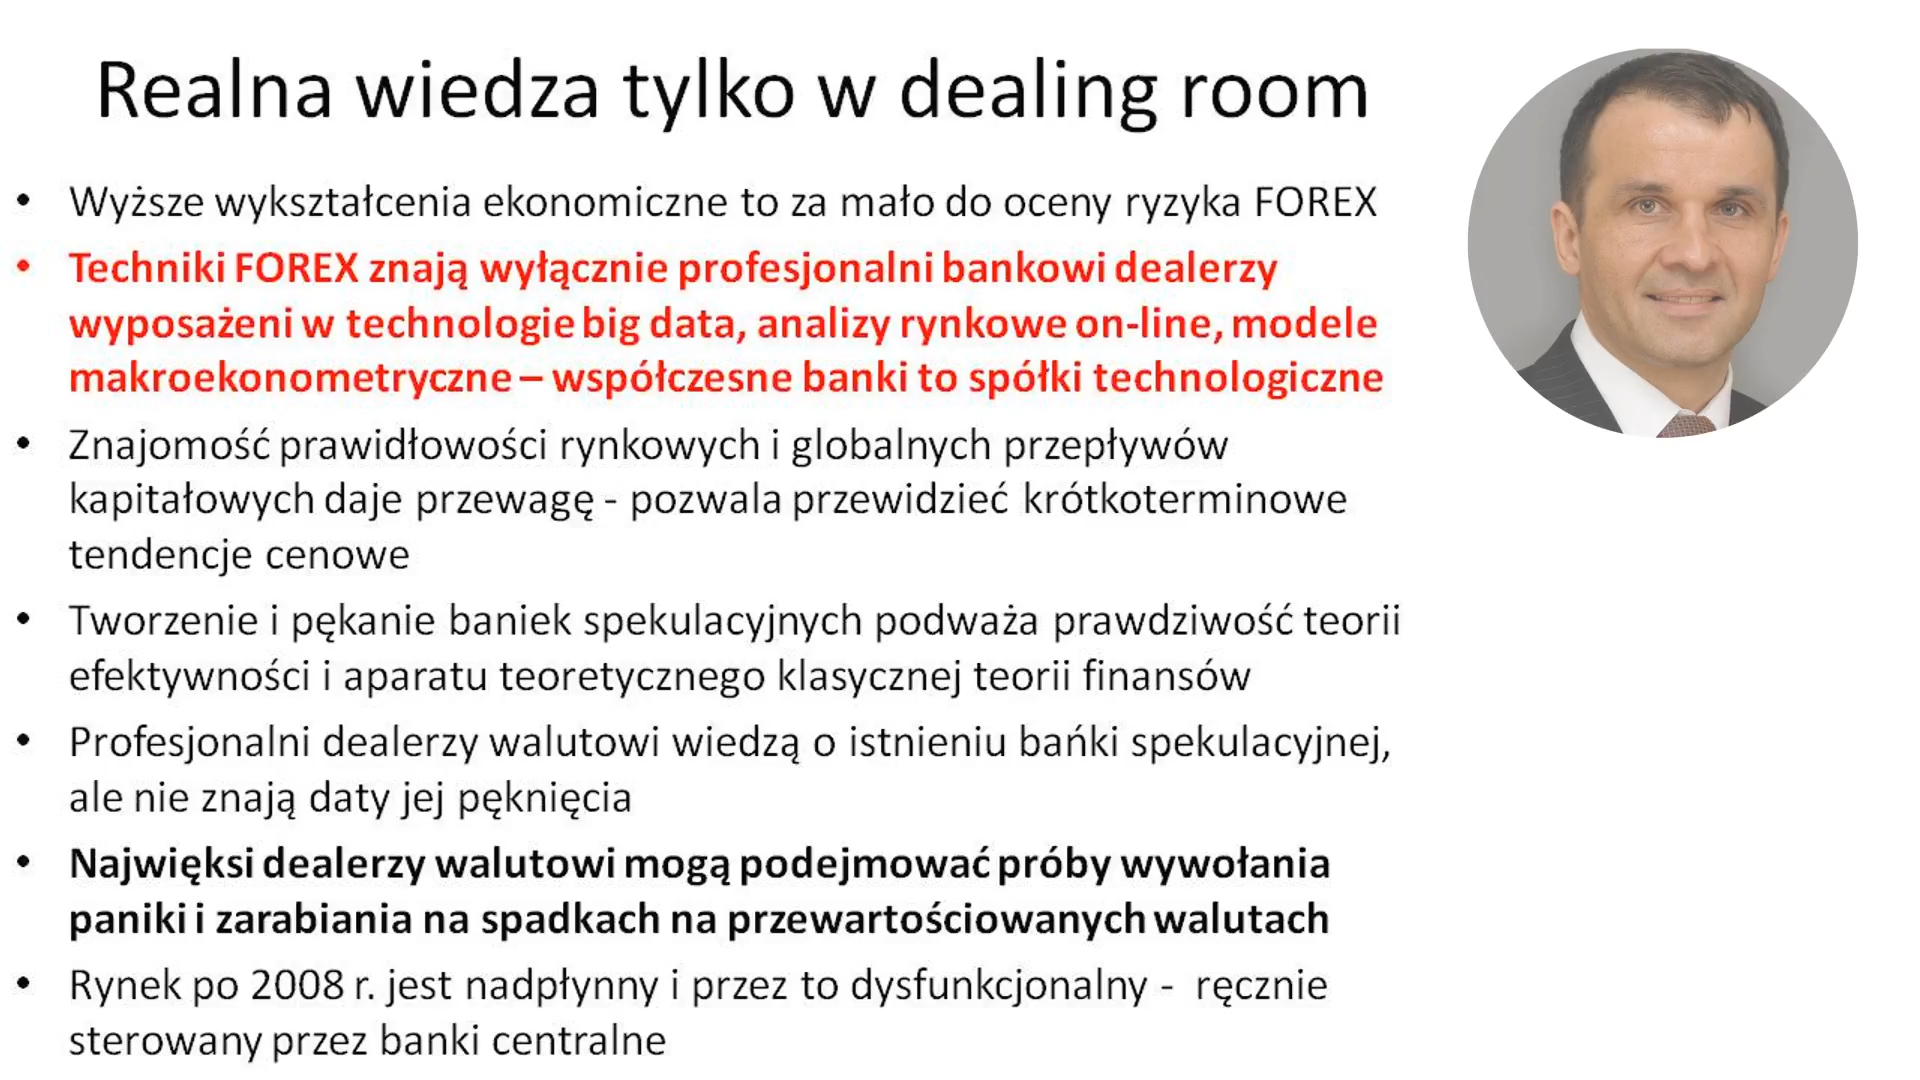 Realna wiedza tylko w dealing room
• Wyższe wykształcenia ekonomiczne to za mało do oceny ryzyka FOREX
• Techniki FOREX znają wyłącznie profesjonalni bankowi dealerzy
wyposażeni w technologie big data, analizy rynkowe on-line, modele
makroekonometryczne – współczesne banki to spółki technologiczne
• Znajomość prawidłowości rynkowych i globalnych przepływów
kapitałowych daje przewagę - pozwala przewidzieć krótkoterminowe
tendencje cenowe
• Tworzenie i pękanie baniek spekulacyjnych podważa prawdziwość teorii
efektywności i aparatu teoretycznego klasycznej teorii finansów
• Profesjonalni dealerzy walutowi wiedzą o istnieniu bańki spekulacyjnej,
ale nie znają daty jej pęknięcia
• Najwięksi dealerzy walutowi mogą podejmować próby wywołania
paniki i zarabiania na spadkach na przewartościowanych walutach
• Rynek po 2008 r. jest nadpłynny i przez to dysfunkcjonalny - ręcznie
sterowany przez banki centralne